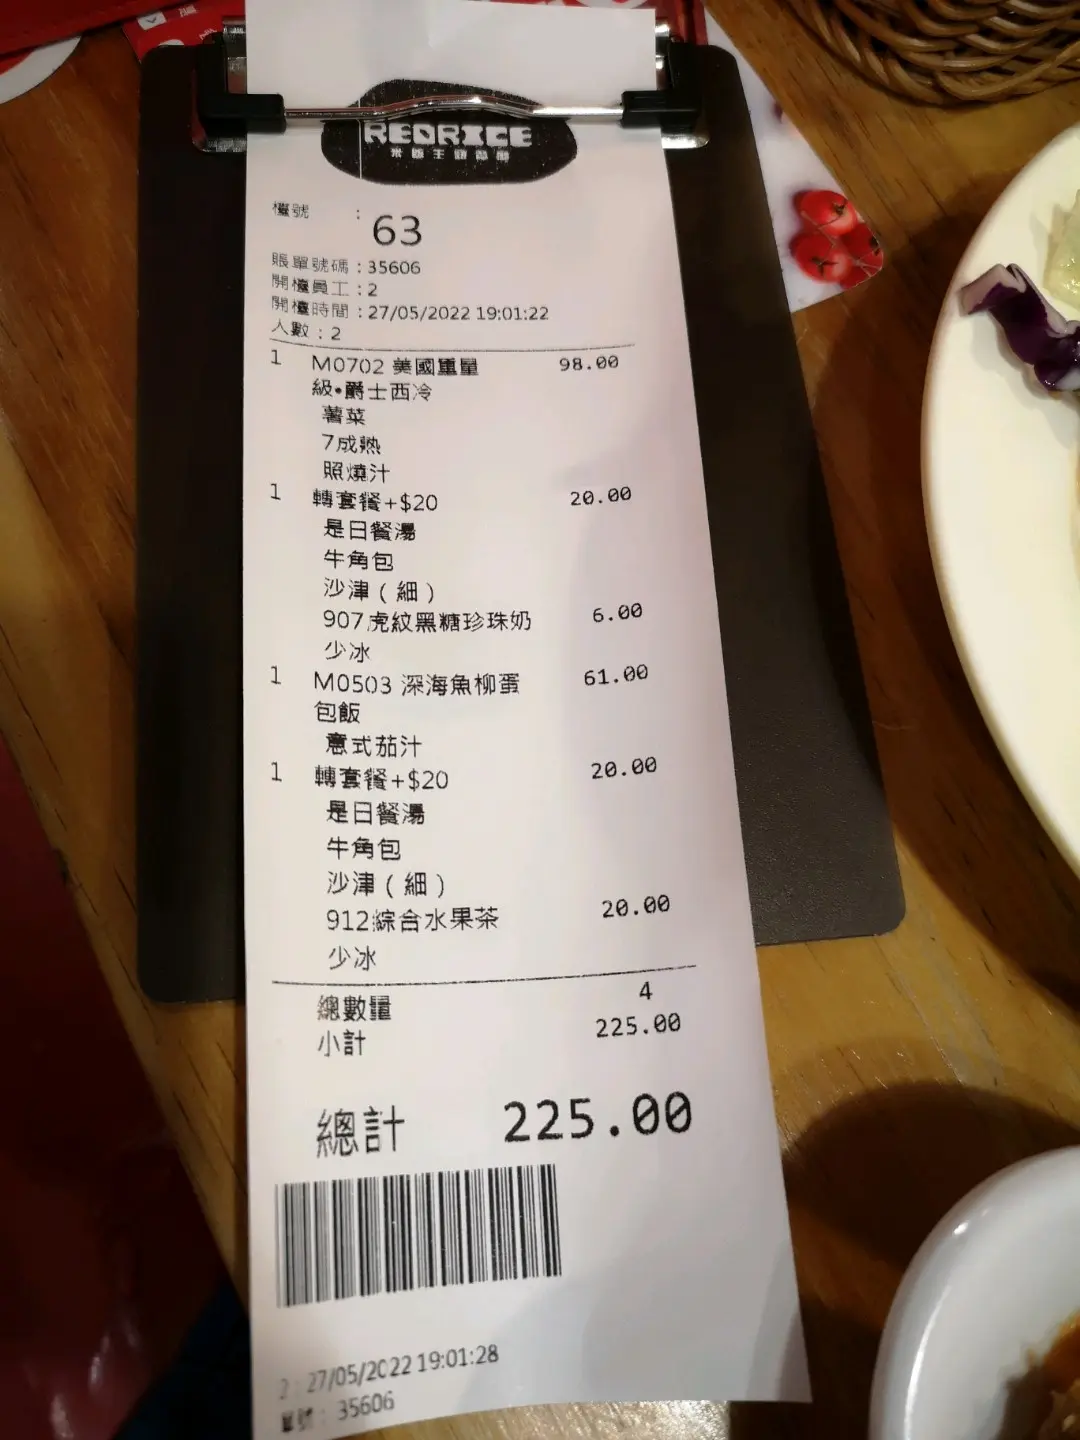 REDRICE
檯號 : 63
賬單號碼 : 35606
開檯員工 : 2
開檯時間 : 27/05/2022 19:01:22
人數 : 2
1 M0702 美國重量 98.00
級•爵士西冷
薯菜
7成熟
照燒汁
1 轉套餐+$20 20.00
是日餐湯
牛角包
沙津(細)
907虎紋黑糖珍珠奶 6.00
少冰
1 M0503 深海魚柳蛋 61.00
包飯
意式茄汁
1 轉套餐+$20 20.00
是日餐湯
牛角包
沙津(細)
912綜合水果茶 20.00
少冰
總數量 4
小計 225.00
總計 225.00
2 : 27/05/2022 19:01:28
單號 : 35606